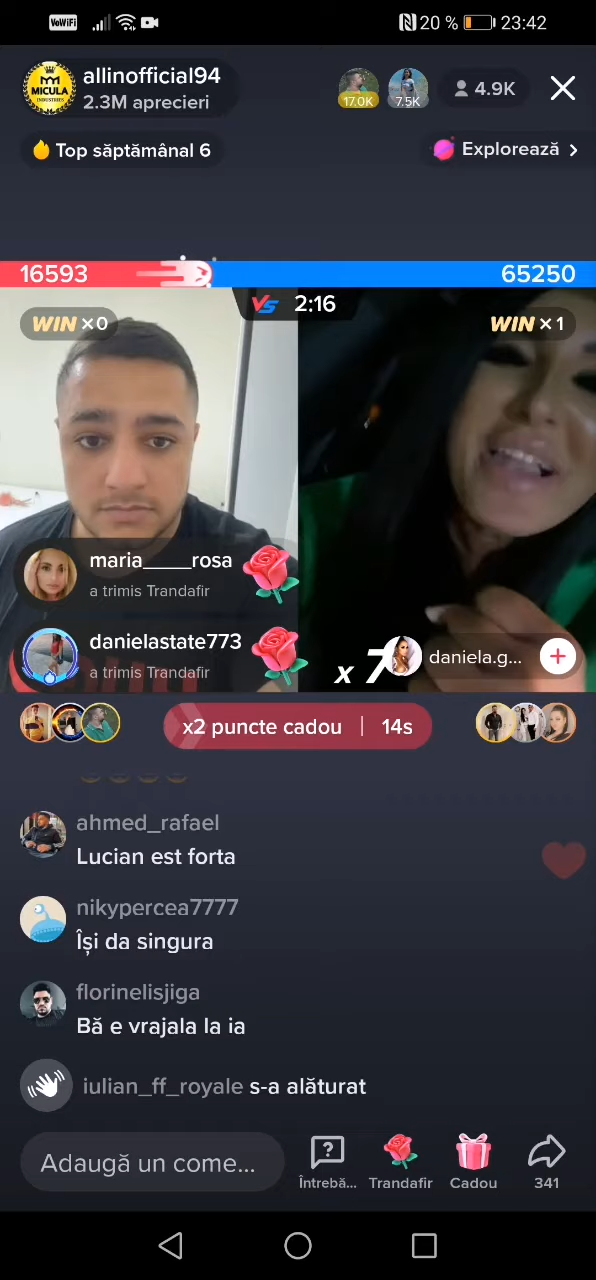 VoWiFi
20 %
23:42
MICULA
INDUSTRIES
allinofficial94
2.3M aprecieri
17.0K
7.5K
4.9K
Top săptămânal 6
Explorează
16593
65250
WIN ×0
VS 2:16
WIN ×1
maria____rosa
a trimis Trandafir
danielastate773
a trimis Trandafir
x 7
daniela.g...
x2 puncte cadou | 14s
ahmed_rafael
Lucian est forta
nikypercea7777
Își da singura
florinelisjiga
Bă e vrajala la ia
iulian_ff_royale s-a alăturat
Adaugă un come...
Întrebă...
Trandafir
Cadou
341